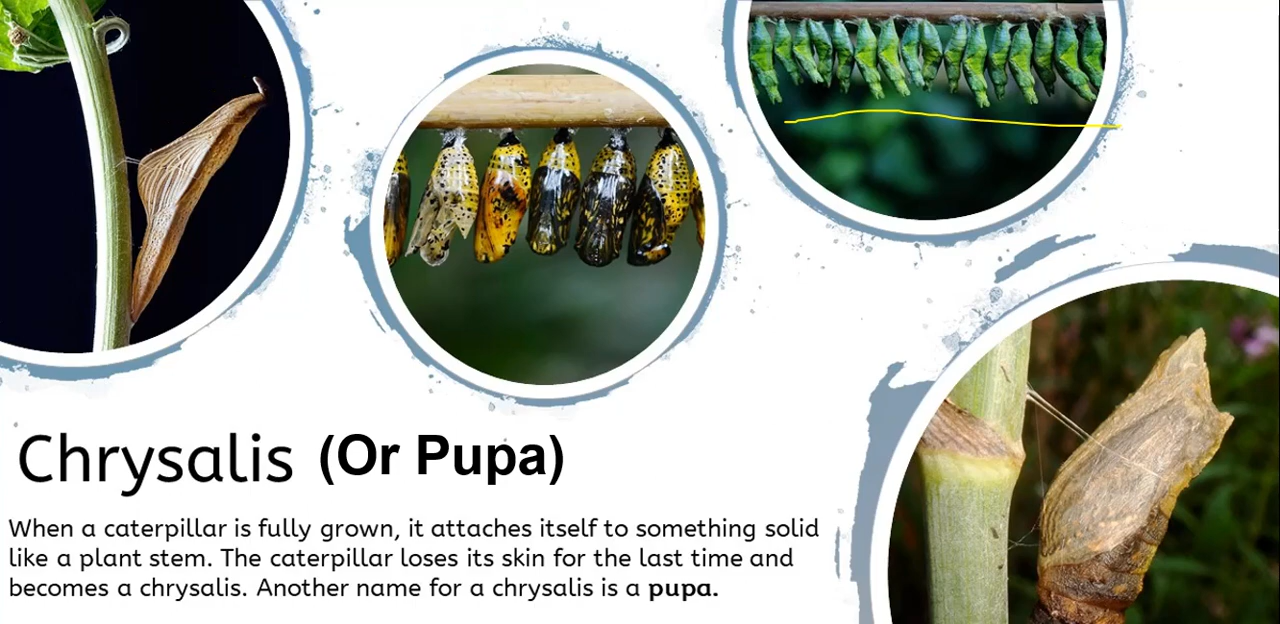 Chrysalis (Or Pupa)
When a caterpillar is fully grown, it attaches itself to something solid
like a plant stem. The caterpillar loses its skin for the last time and
becomes a chrysalis. Another name for a chrysalis is a pupa.